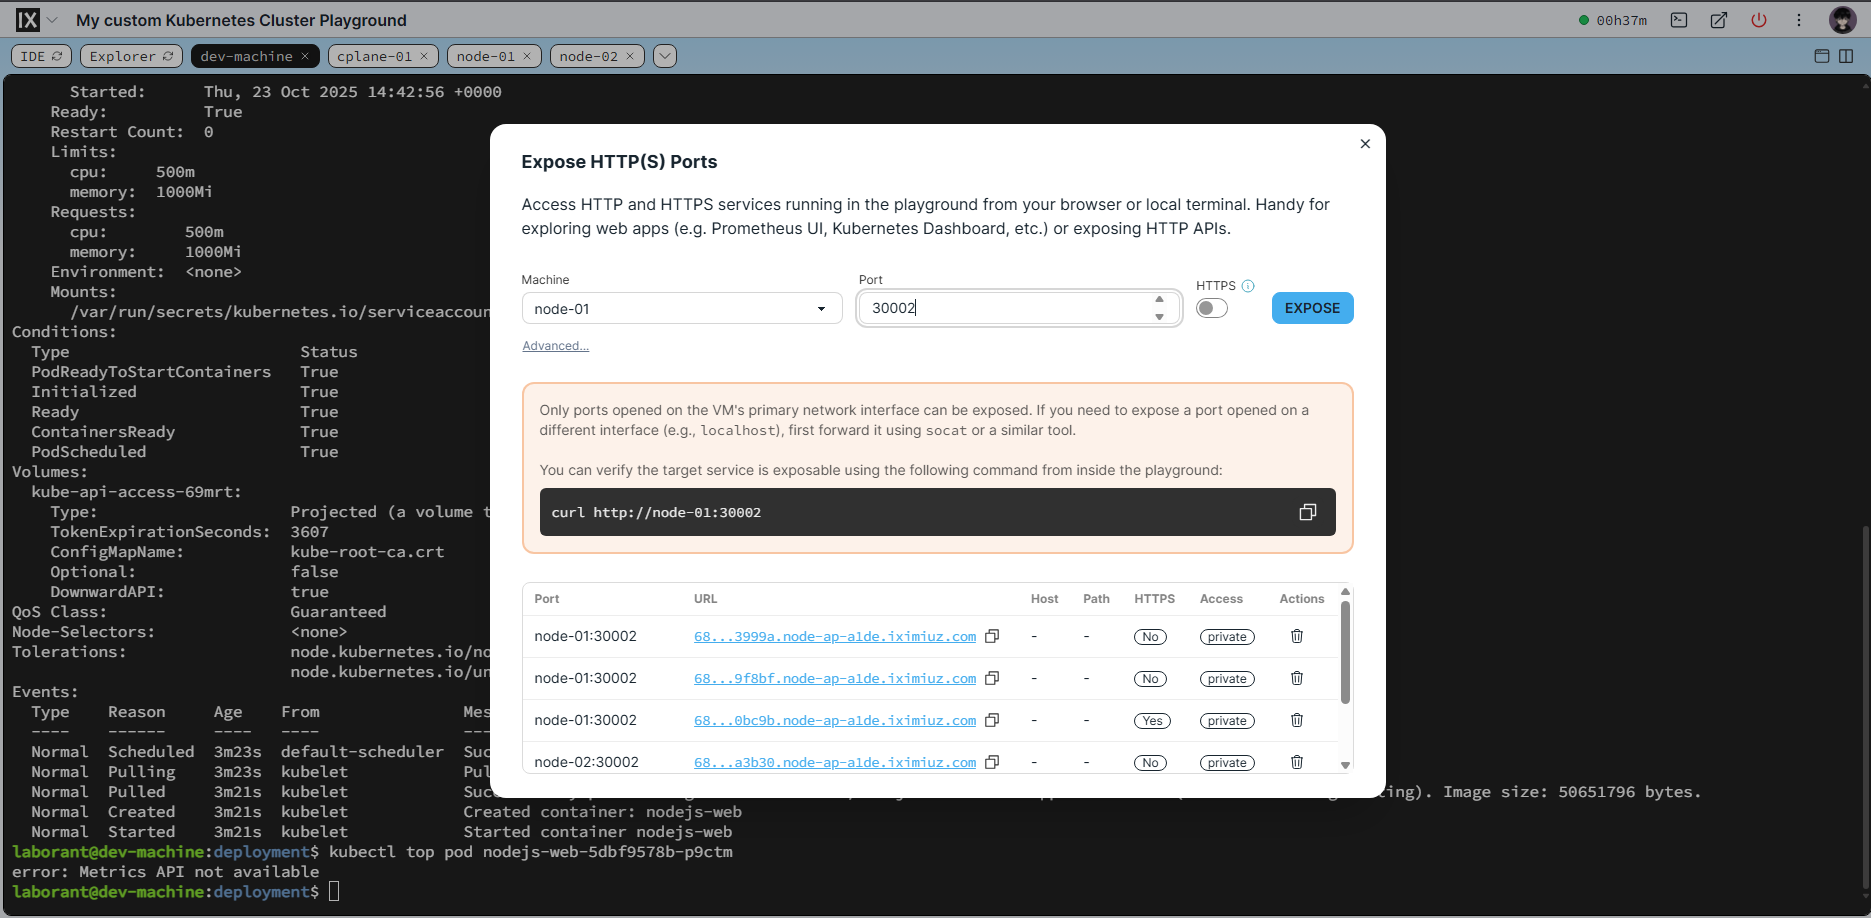 IX My custom Kubernetes Cluster Playground 00h37m
IDE Explorer dev-machine × cplane-01 × node-01 × node-02 ×
Started: Thu, 23 Oct 2025 14:42:56 +0000
Ready: True
Restart Count: 0
Limits:
cpu: 500m
memory: 1000Mi
Requests:
cpu: 500m
memory: 1000Mi
Environment: <none>
Mounts:
/var/run/secrets/kubernetes.io/serviceaccoun
Conditions:
Type Status
PodReadyToStartContainers True
Initialized True
Ready True
ContainersReady True
PodScheduled True
Volumes:
kube-api-access-69mrt:
Type: Projected (a volume t
TokenExpirationSeconds: 3607
ConfigMapName: kube-root-ca.crt
Optional: false
DownwardAPI: true
QoS Class: Guaranteed
Node-Selectors: <none>
Tolerations: node.kubernetes.io/no
node.kubernetes.io/un
Events:
Type Reason Age From Mes
---- ------ ---- ---- ---
Normal Scheduled 3m23s default-scheduler Suc
Normal Pulling 3m23s kubelet Pul
Normal Pulled 3m21s kubelet Suc ing). Image size: 50651796 bytes.
Normal Created 3m21s kubelet Created container: nodejs-web
Normal Started 3m21s kubelet Started container nodejs-web
laborant@dev-machine:deployment$ kubectl top pod nodejs-web-5dbf9578b-p9ctm
error: Metrics API not available
laborant@dev-machine:deployment$
Expose HTTP(S) Ports
Access HTTP and HTTPS services running in the playground from your browser or local terminal. Handy for
exploring web apps (e.g. Prometheus UI, Kubernetes Dashboard, etc.) or exposing HTTP APIs.
Machine Port HTTPS
node-01 30002 EXPOSE
Advanced...
Only ports opened on the VM's primary network interface can be exposed. If you need to expose a port opened on a
different interface (e.g., localhost), first forward it using socat or a similar tool.
You can verify the target service is exposable using the following command from inside the playground:
curl http://node-01:30002
Port URL Host Path HTTPS Access Actions
node-01:30002 68...3999a.node-ap-a1de.iximiuz.com - - No private
node-01:30002 68...9f8bf.node-ap-a1de.iximiuz.com - - No private
node-01:30002 68...0bc9b.node-ap-a1de.iximiuz.com - - Yes private
node-02:30002 68...a3b30.node-ap-a1de.iximiuz.com - - No private